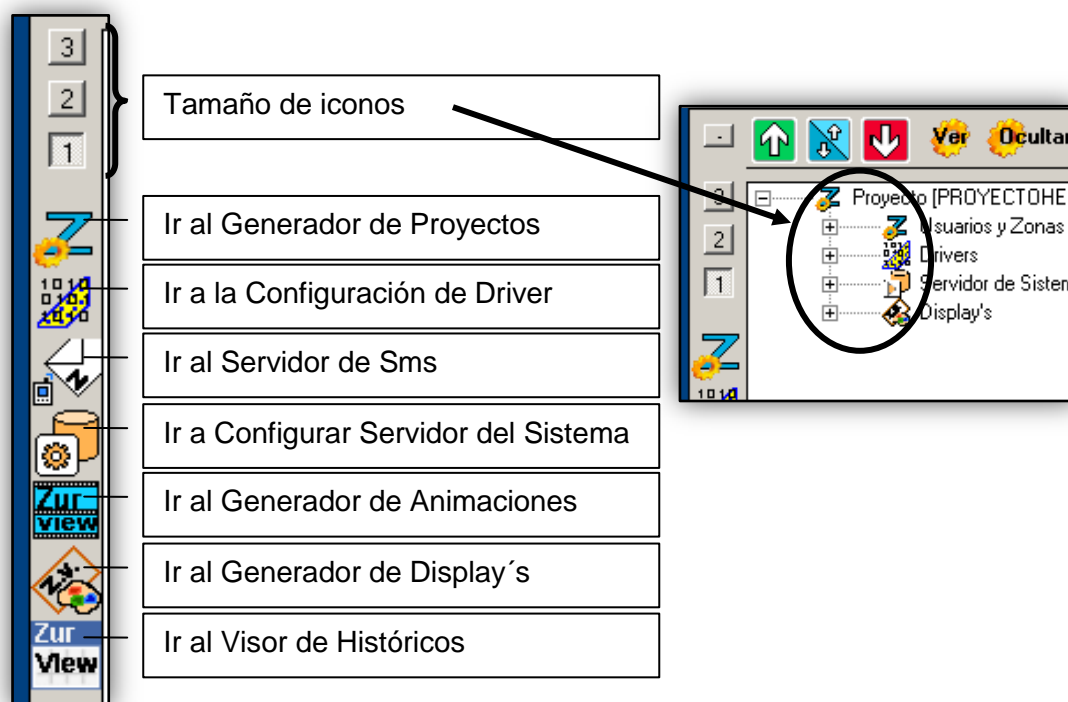 3
2
1
Tamaño de iconos
Ir al Generador de Proyectos
Ir a la Configuración de Driver
Ir al Servidor de Sms
Ir a Configurar Servidor del Sistema
Ir al Generador de Animaciones
Ir al Generador de Display´s
Ir al Visor de Históricos
Zur
view
Zur
VIew
-
Ver
Ocultar
3
2
1
Proyecto [PROYECTOHE
Usuarios y Zonas
Drivers
Servidor de Sistem
Display's